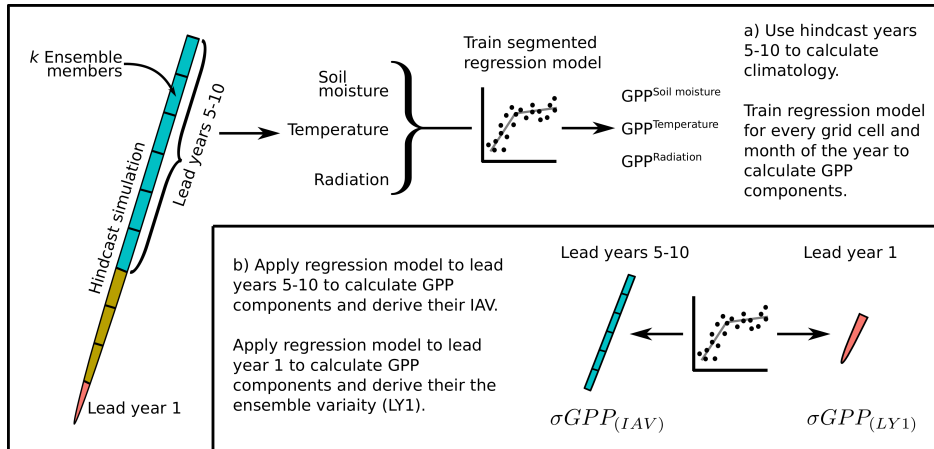 k Ensemble
members
Hindcast simulation
Lead years 5-10
Lead year 1
Soil
moisture
Temperature
Radiation
Train segmented
regression model
GPP^Soil moisture
GPP^Temperature
GPP^Radiation
a) Use hindcast years
5-10 to calculate
climatology.
Train regression model
for every grid cell and
month of the year to
calculate GPP
components.
b) Apply regression model to lead
years 5-10 to calculate GPP
components and derive their IAV.
Apply regression model to lead
year 1 to calculate GPP
components and derive their the
ensemble variaity (LY1).
Lead years 5-10
σGPP(IAV)
Lead year 1
σGPP(LY1)